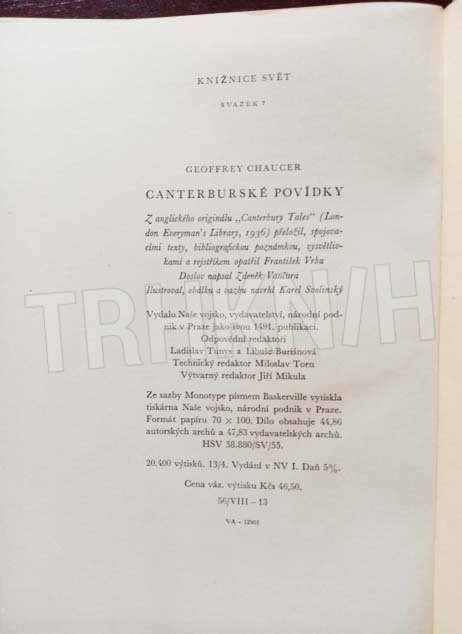 KNIŽNICE SVĚT
SVAZEK 7
GEOFFREY CHAUCER
CANTERBURSKÉ POVÍDKY
Z anglického originálu „Canterbury Tales“ (Lon-
don Everyman's Library, 1936) přeložil, spojova-
cími texty, bibliografickou poznámkou, vysvětliv-
kami a rejstříkem opatřil František Vrba
Doslov napsal Zdeněk Vančura
Ilustroval, obálku a vazbu navrhl Karel Svolinský
Vydalo Naše vojsko, vydavatelství, národní pod-
nik v Praze jako svou 1491. publikaci.
Odpovědní redaktoři
Ladislav Tunys a Libuše Buriánová
Technický redaktor Miloslav Torn
Výtvarný redaktor Jiří Mikula
Ze sazby Monotype písmem Baskerville vytiskla
tiskárna Naše vojsko, národní podnik v Praze.
Formát papíru 70 × 100. Dílo obsahuje 44,86
autorských archů a 47,83 vydavatelských archů.
HSV 38.880/SV/55.
20.400 výtisků. 13/4. Vydání v NV I. Daň 5%.
Cena váz. výtisku Kčs 46,50.
56/VIII - 13
VA - 12901